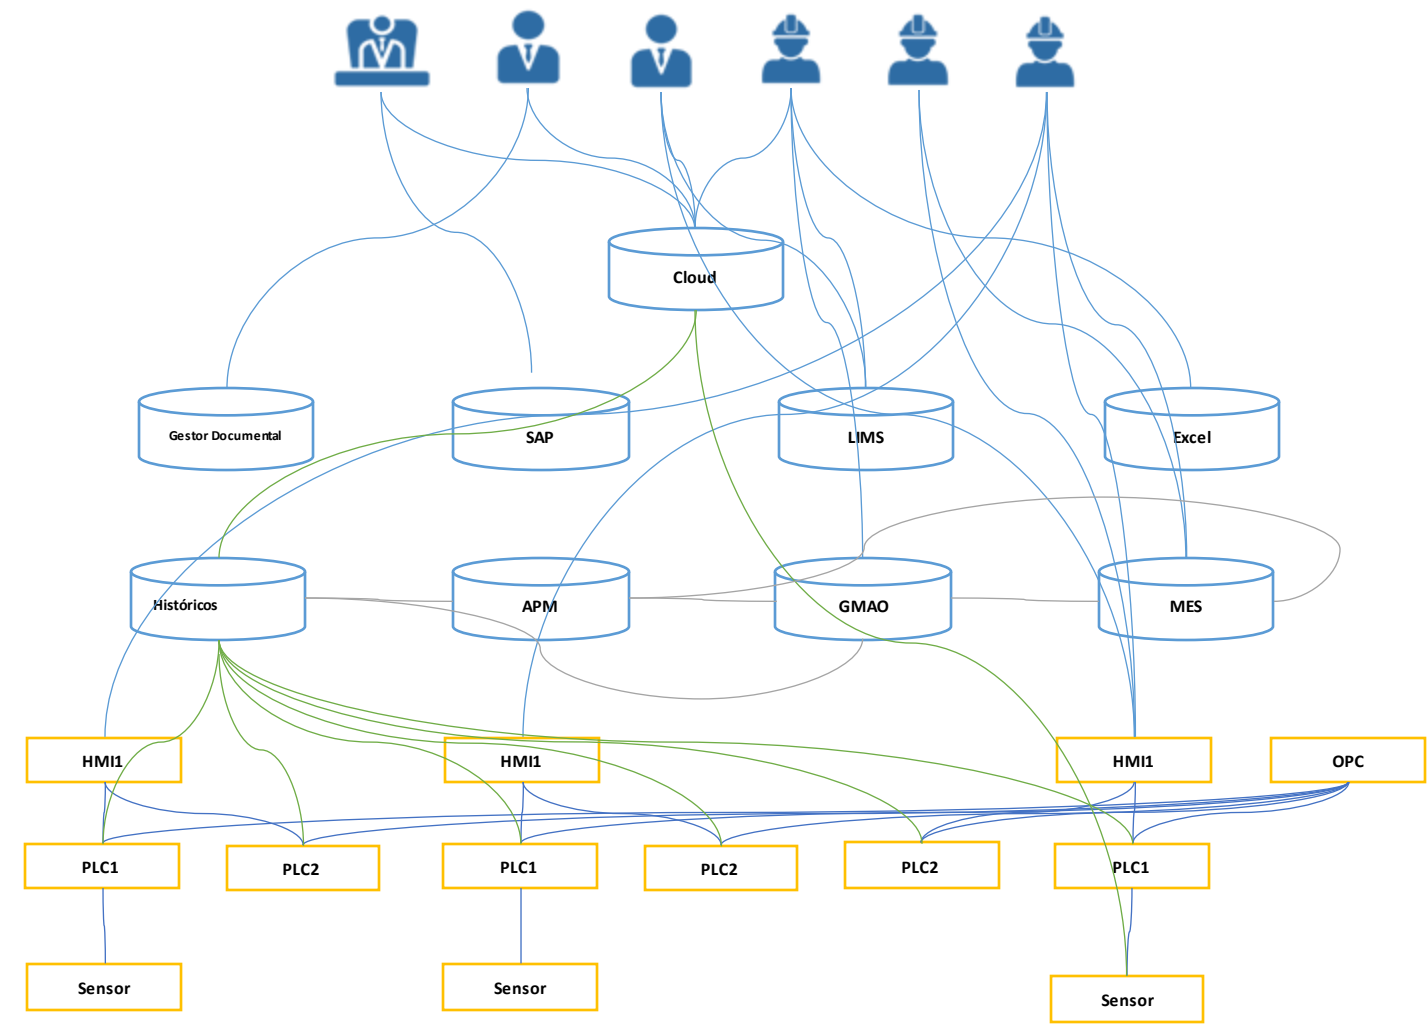 Cloud
Gestor Documental
SAP
LIMS
Excel
Históricos
APM
GMAO
MES
HMI1
HMI1
HMI1
OPC
PLC1
PLC2
PLC1
PLC2
PLC2
PLC1
Sensor
Sensor
Sensor